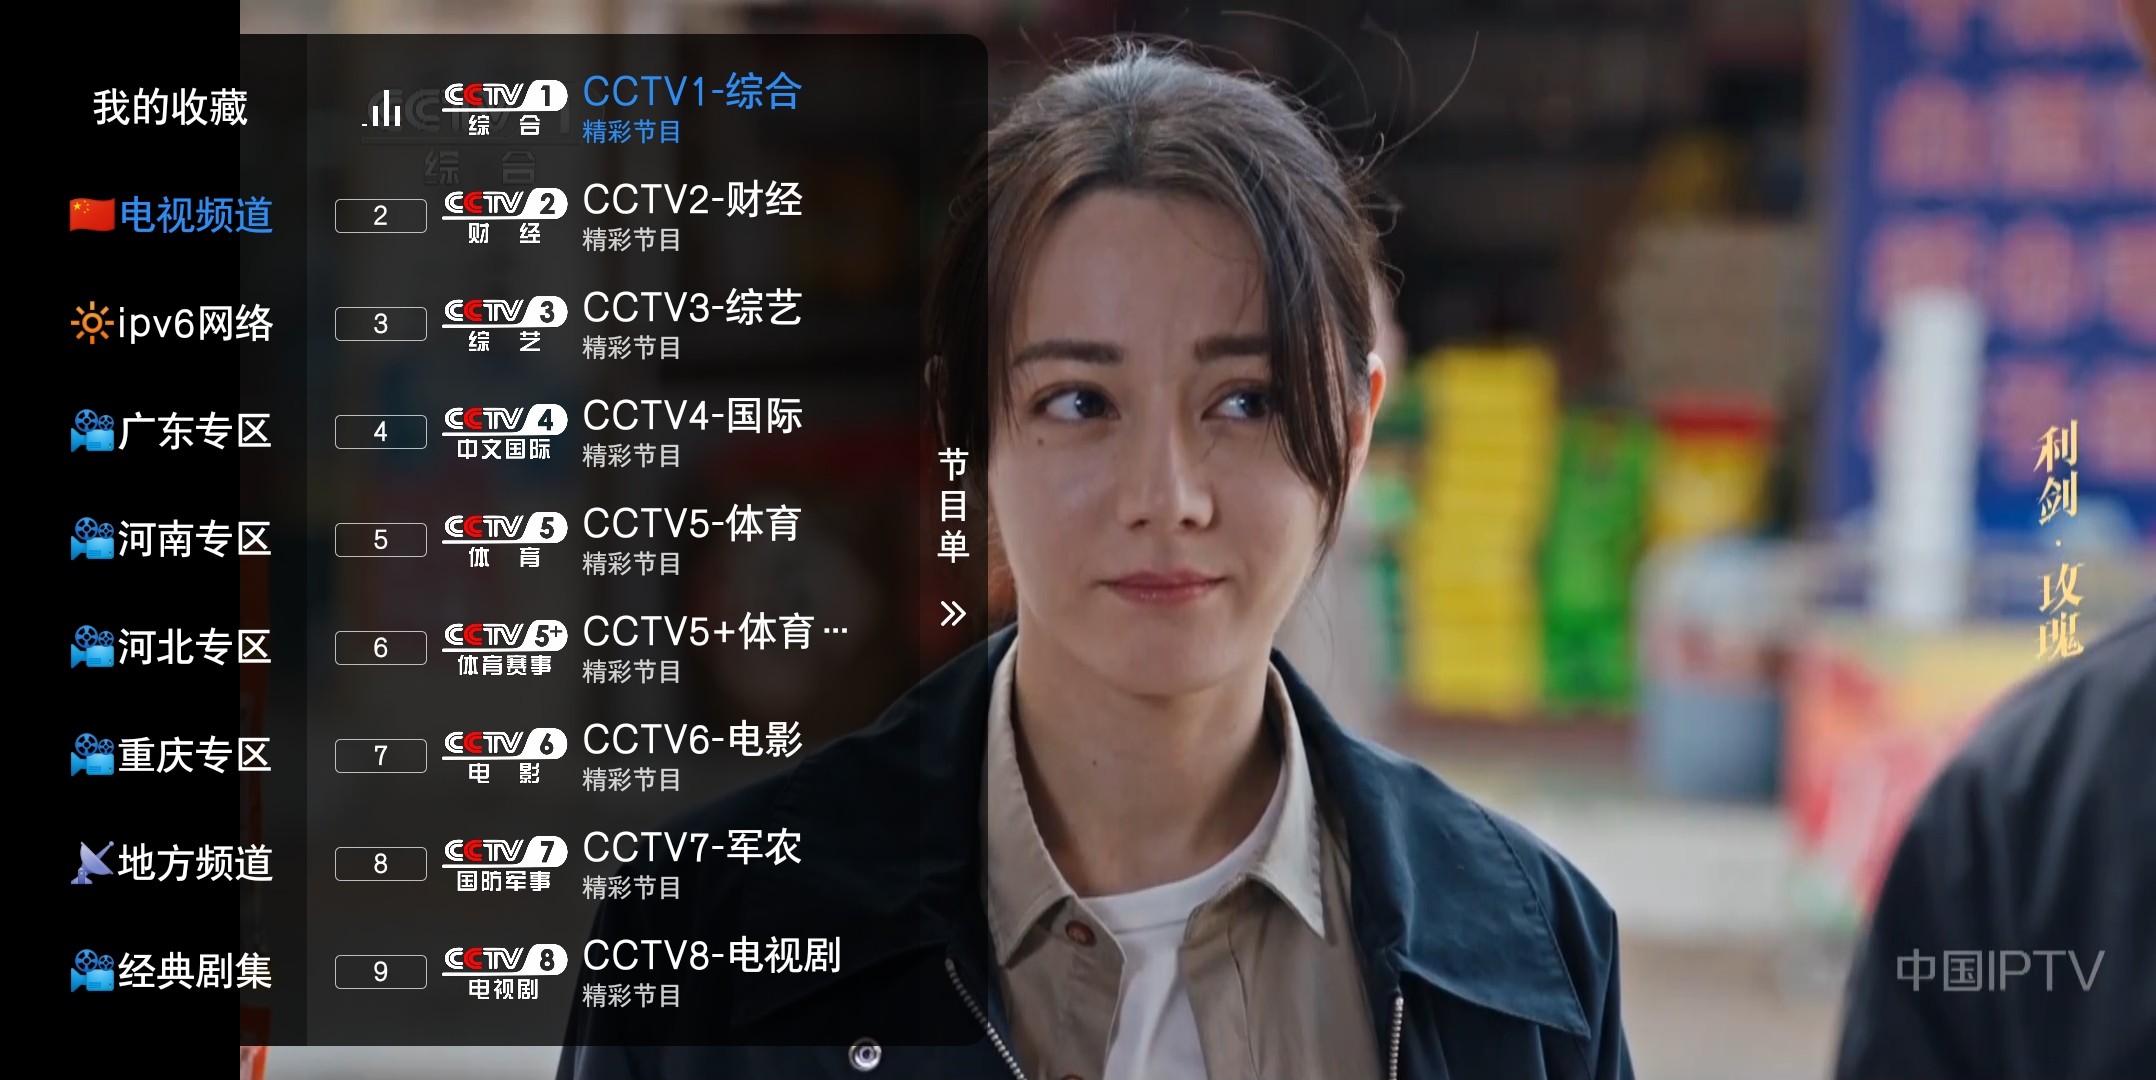 我的收藏
电视频道
ipv6网络
广东专区
河南专区
河北专区
重庆专区
地方频道
经典剧集
CCTV 1
综 合
CCTV1-综合
精彩节目
2
CCTV 2
财 经
CCTV2-财经
精彩节目
3
CCTV 3
综 艺
CCTV3-综艺
精彩节目
4
CCTV 4
中文国际
CCTV4-国际
精彩节目
5
CCTV 5
体 育
CCTV5-体育
精彩节目
6
CCTV 5+
体育赛事
CCTV5+体育…
精彩节目
7
CCTV 6
电 影
CCTV6-电影
精彩节目
8
CCTV 7
国防军事
CCTV7-军农
精彩节目
9
CCTV 8
电视剧
CCTV8-电视剧
精彩节目
CCTV 1
综 合
节目单
利剑·玫瑰
中国IPTV